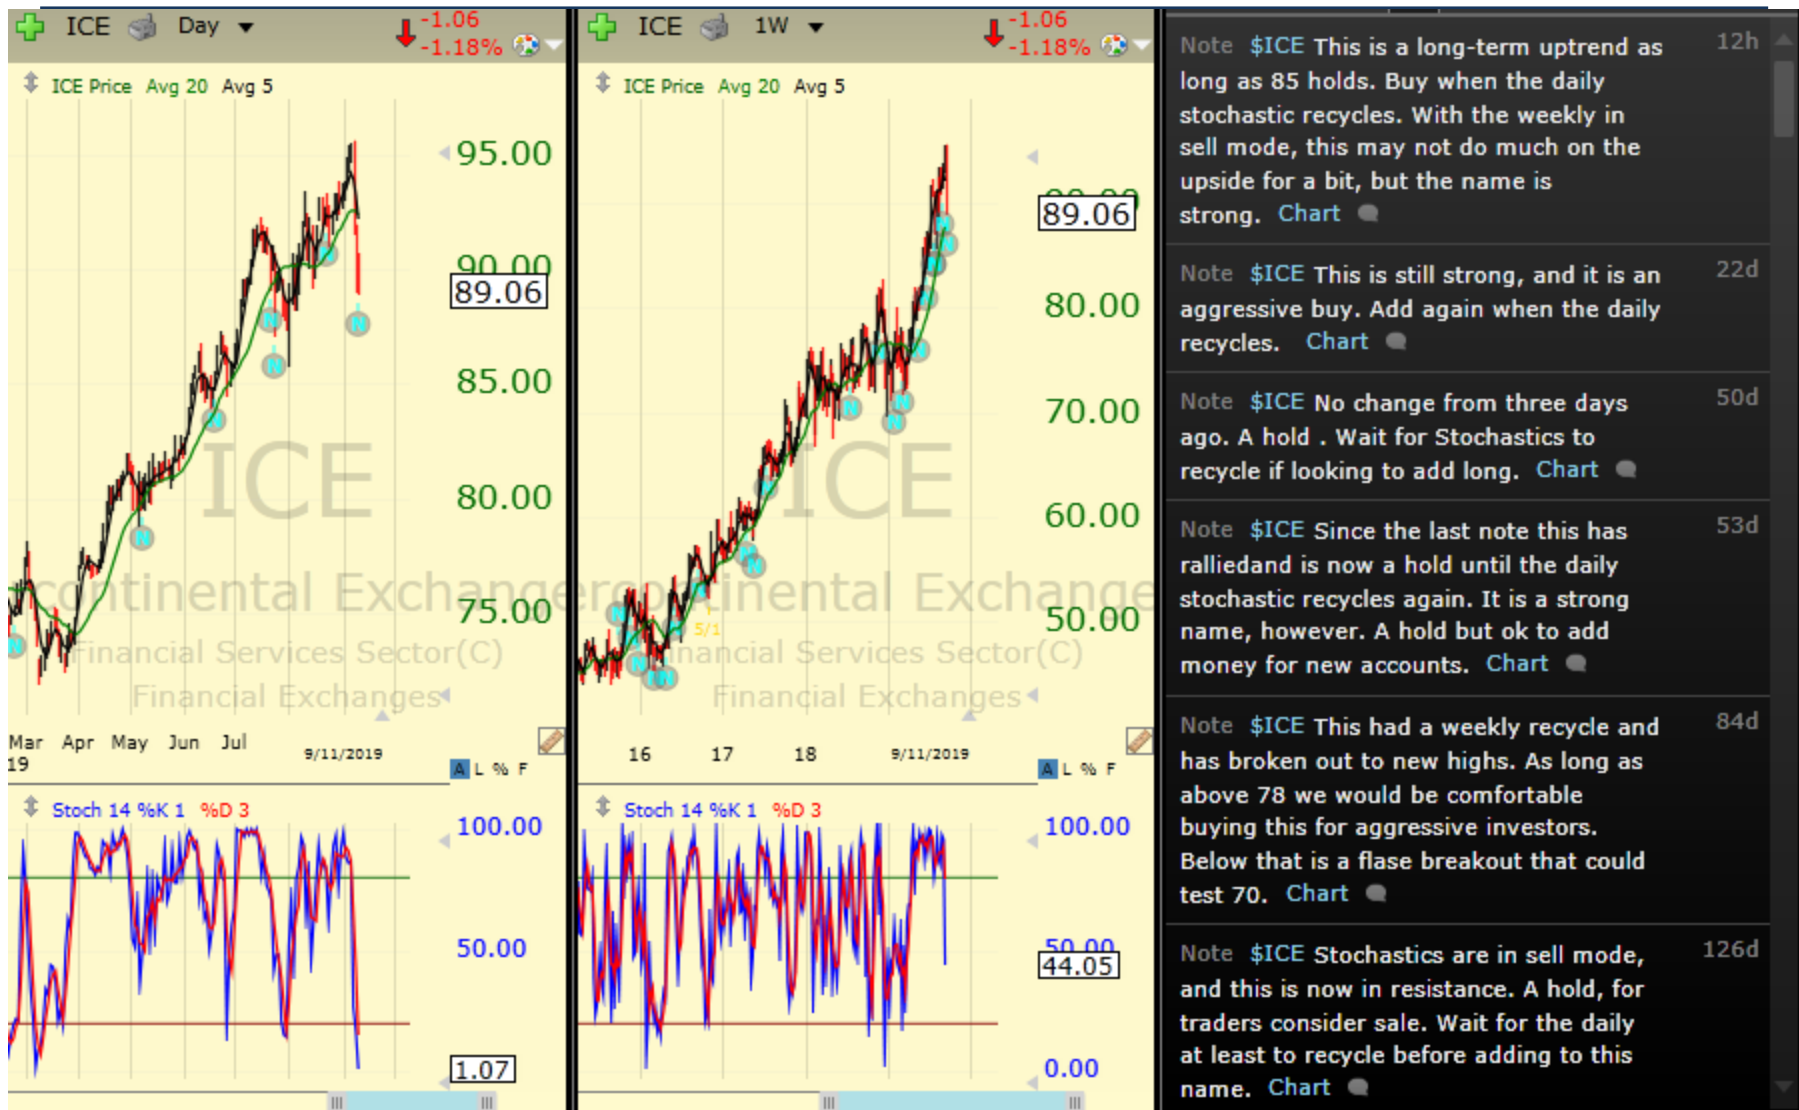 ICE Day -1.06
-1.18%
ICE Price Avg 20 Avg 5
95.00
90.00
89.06
85.00
80.00
75.00
ICE
continental Exchange
Financial Services Sector(C)
Financial Exchanges
Mar Apr May Jun Jul
19
9/11/2019
A L % F
Stoch 14 %K 1 %D 3
100.00
50.00
1.07
N
N
N
N
N
N
N
ICE 1W -1.06
-1.18%
ICE Price Avg 20 Avg 5
89.06
80.00
70.00
60.00
50.00
ICE
continental Exchange
5/1
Financial Services Sector(C)
Financial Exchanges
16 17 18 9/11/2019
A L % F
Stoch 14 %K 1 %D 3
100.00
50.00
44.05
0.00
Note $ICE This is a long-term uptrend as 12h
long as 85 holds. Buy when the daily
stochastic recycles. With the weekly in
sell mode, this may not do much on the
upside for a bit, but the name is
strong. Chart
Note $ICE This is still strong, and it is an 22d
aggressive buy. Add again when the daily
recycles. Chart
Note $ICE No change from three days 50d
ago. A hold . Wait for Stochastics to
recycle if looking to add long. Chart
Note $ICE Since the last note this has 53d
ralliedand is now a hold until the daily
stochastic recycles again. It is a strong
name, however. A hold but ok to add
money for new accounts. Chart
Note $ICE This had a weekly recycle and 84d
has broken out to new highs. As long as
above 78 we would be comfortable
buying this for aggressive investors.
Below that is a flase breakout that could
test 70. Chart
Note $ICE Stochastics are in sell mode, 126d
and this is now in resistance. A hold, for
traders consider sale. Wait for the daily
at least to recycle before adding to this
name. Chart